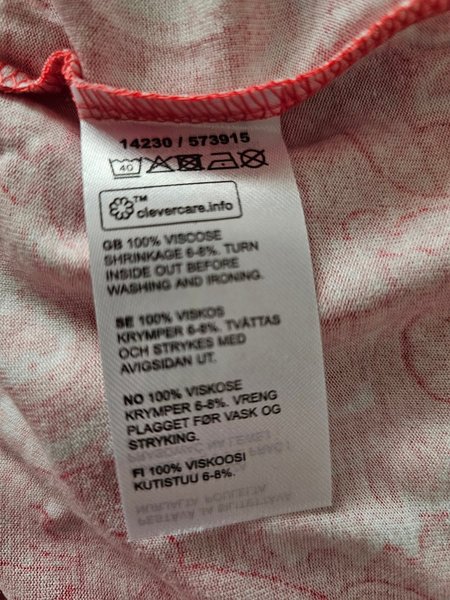 14230 / 573915
40
TM
clevercare.info
GB 100% VISCOSE
SHRINKAGE 6-8%. TURN
INSIDE OUT BEFORE
WASHING AND IRONING.
SE 100% VISKOS
KRYMPER 6-8%. TVÄTTAS
OCH STRYKES MED
AVIGSIDAN UT.
NO 100% VISKOSE
KRYMPER 6-8%. VRENG
PLAGGET FØR VASK OG
STRYKING.
FI 100% VISKOOSI
KUTISTUU 6-8%.